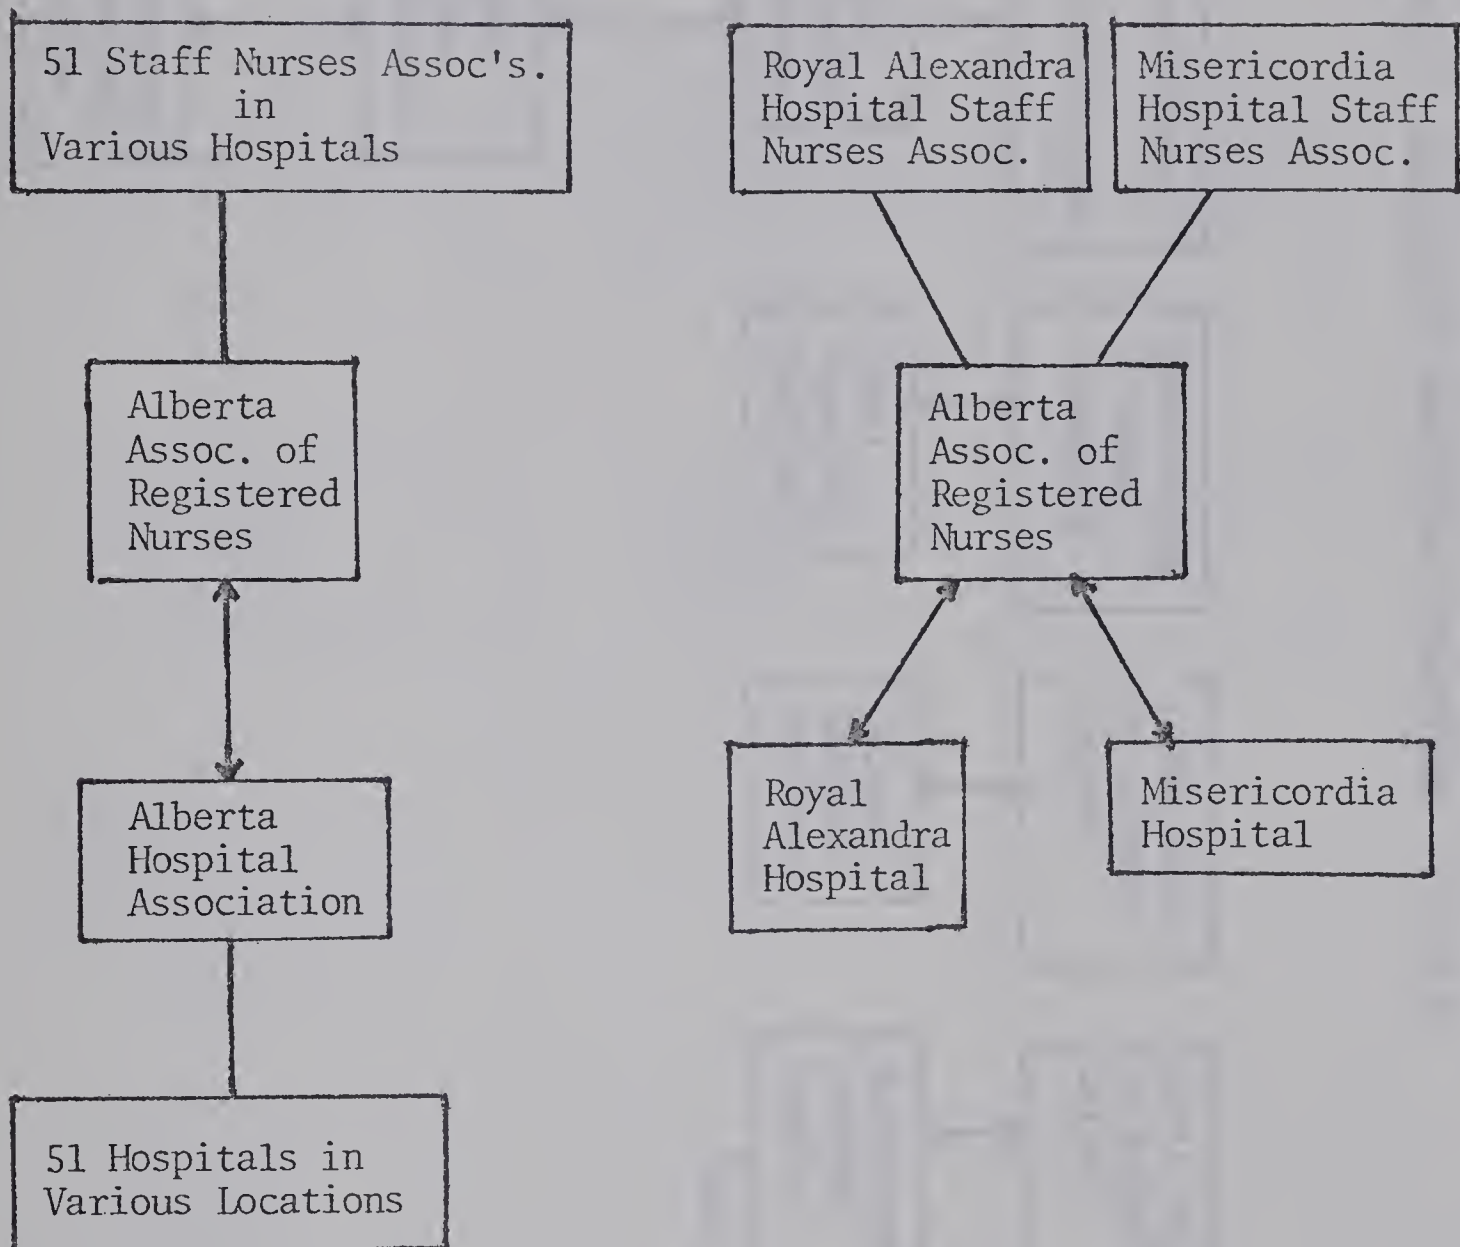 51 Staff Nurses Assoc's.
in
Various Hospitals
Royal Alexandra
Hospital Staff
Nurses Assoc.
Misericordia
Hospital Staff
Nurses Assoc.
Alberta
Assoc. of
Registered
Nurses
Alberta
Assoc. of
Registered
Nurses
Alberta
Hospital
Association
Royal
Alexandra
Hospital
Misericordia
Hospital
51 Hospitals in
Various Locations